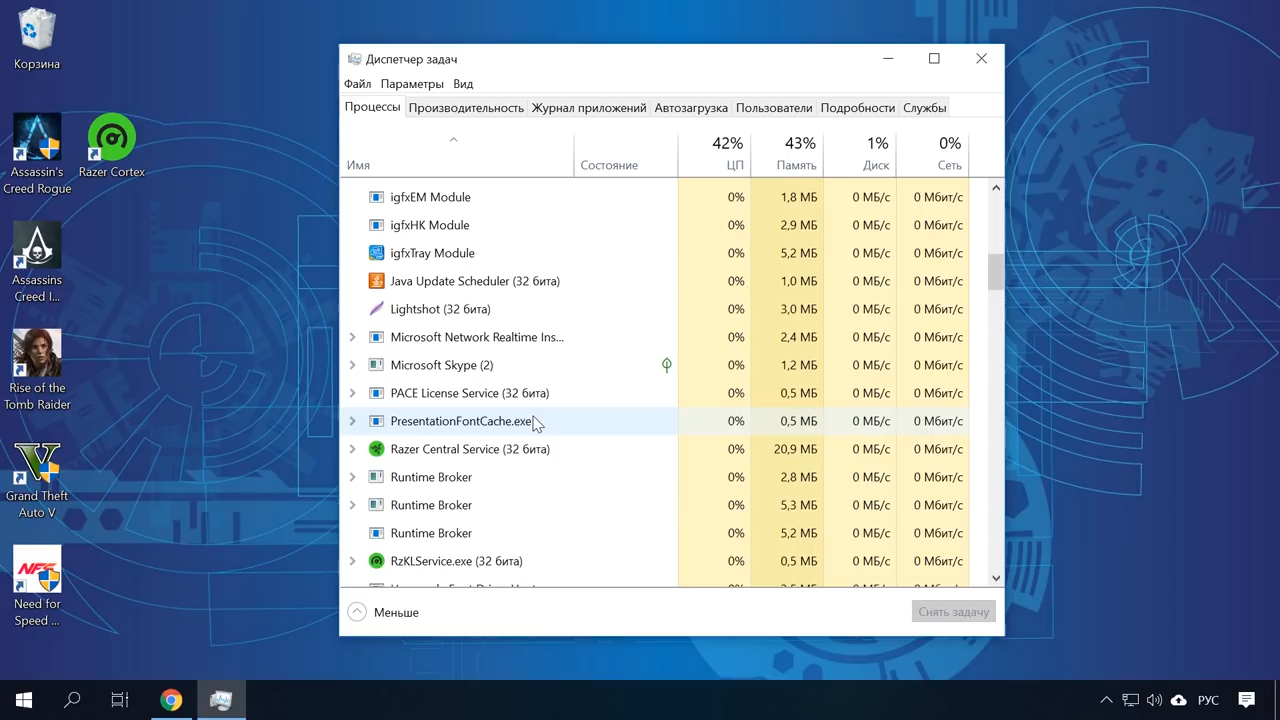 Корзина
Assassin's
Creed Rogue
Razer Cortex
Assassins
Creed I...
Rise of the
Tomb Raider
Grand Theft
Auto V
NFS
Need for
Speed ...
Диспетчер задач
Файл Параметры Вид
Процессы Производительность Журнал приложений Автозагрузка Пользователи Подробности Службы
42% 43% 1% 0%
Имя Состояние ЦП Память Диск Сеть
igfxEM Module 0% 1,8 МБ 0 МБ/с 0 Мбит/с
igfxHK Module 0% 2,9 МБ 0 МБ/с 0 Мбит/с
igfxTray Module 0% 5,2 МБ 0 МБ/с 0 Мбит/с
Java Update Scheduler (32 бита) 0% 1,0 МБ 0 МБ/с 0 Мбит/с
Lightshot (32 бита) 0% 3,0 МБ 0 МБ/с 0 Мбит/с
Microsoft Network Realtime Ins... 0% 2,4 МБ 0 МБ/с 0 Мбит/с
Microsoft Skype (2) 0% 1,2 МБ 0 МБ/с 0 Мбит/с
PACE License Service (32 бита) 0% 0,5 МБ 0 МБ/с 0 Мбит/с
PresentationFontCache.exe 0% 0,5 МБ 0 МБ/с 0 Мбит/с
Razer Central Service (32 бита) 0% 20,9 МБ 0 МБ/с 0 Мбит/с
Runtime Broker 0% 2,8 МБ 0 МБ/с 0 Мбит/с
Runtime Broker 0% 5,3 МБ 0 МБ/с 0 Мбит/с
Runtime Broker 0% 5,2 МБ 0 МБ/с 0 Мбит/с
RzKLService.exe (32 бита) 0% 0,5 МБ 0 МБ/с 0 Мбит/с
Меньше Снять задачу
РУС